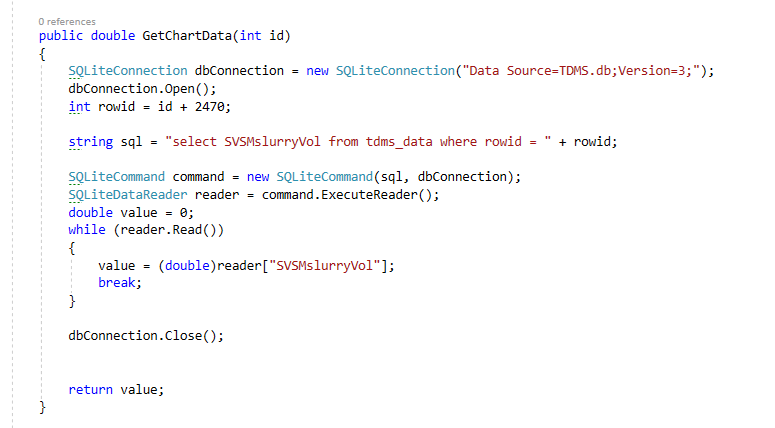 0 references
public double GetChartData(int id)
{
SQLiteConnection dbConnection = new SQLiteConnection("Data Source=TDMS.db;Version=3;");
dbConnection.Open();
int rowid = id + 2470;
string sql = "select SVSMslurryVol from tdms_data where rowid = " + rowid;
SQLiteCommand command = new SQLiteCommand(sql, dbConnection);
SQLiteDataReader reader = command.ExecuteReader();
double value = 0;
while (reader.Read())
{
value = (double)reader["SVSMslurryVol"];
break;
}
dbConnection.Close();
return value;
}